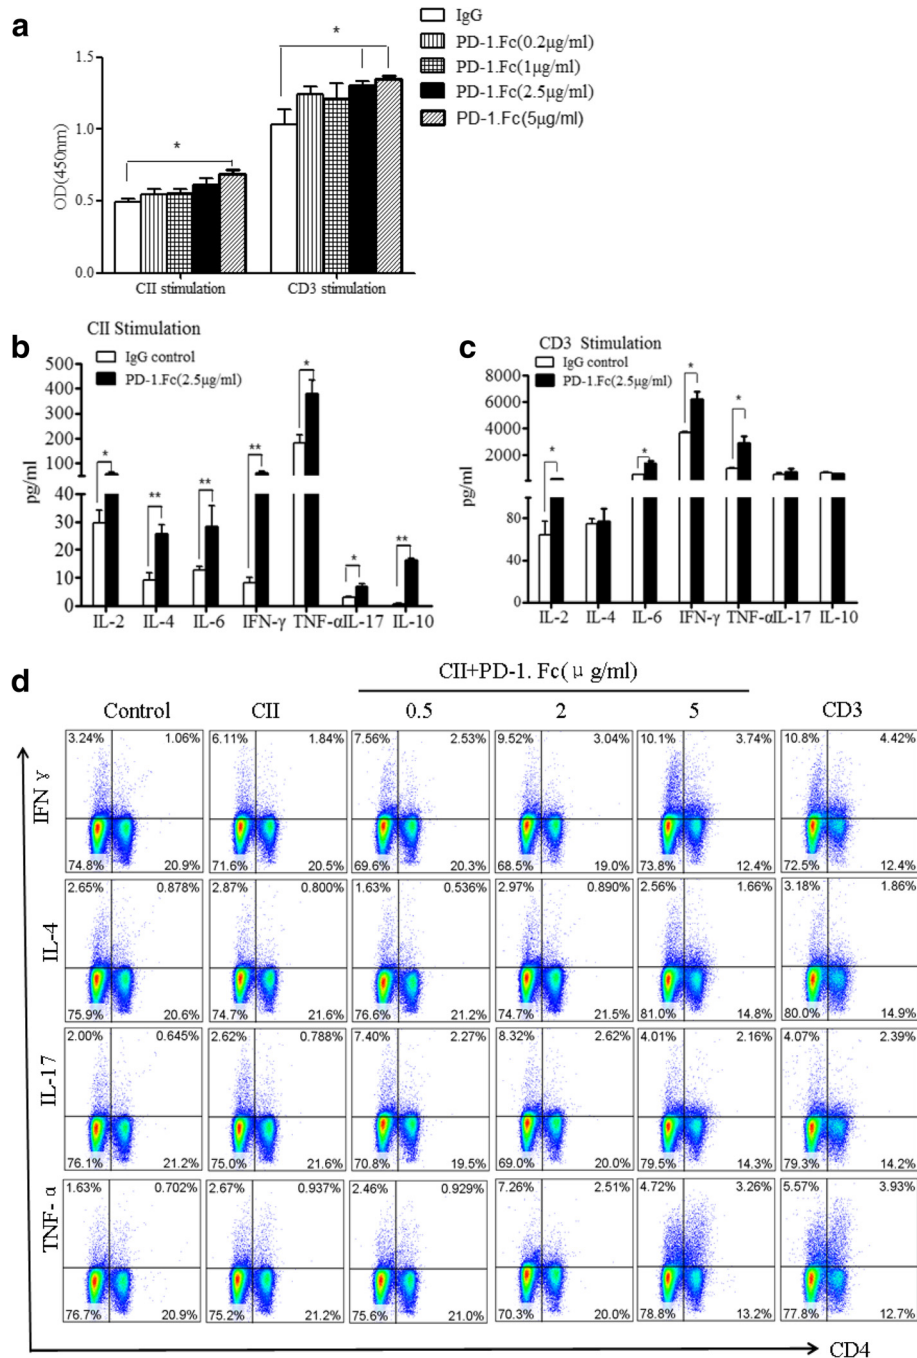 a
IgG
PD-1.Fc(0.2μg/ml)
PD-1.Fc(1μg/ml)
PD-1.Fc(2.5μg/ml)
PD-1.Fc(5μg/ml)
*
*
OD(450nm)
1.5
1.0
0.5
0.0
CII stimulation CD3 stimulation
b
CII Stimulation
IgG control
PD-1.Fc(2.5μg/ml)
pg/ml
500
400
300
200
100
40
30
20
10
0
* ** ** ** * * **
IL-2 IL-4 IL-6 IFN-γ TNF-α IL-17 IL-10
c
CD3 Stimulation
IgG control
PD-1.Fc(2.5μg/ml)
pg/ml
8000
6000
4000
2000
80
40
0
* * * *
IL-2 IL-4 IL-6 IFN-γ TNF-α IL-17 IL-10
d
CII+PD-1. Fc(μ g/ml)
Control CII 0.5 2 5 CD3
IFN γ
3.24% 1.06% 6.11% 1.84% 7.56% 2.53% 9.52% 3.04% 10.1% 3.74% 10.8% 4.42%
74.8% 20.9% 71.6% 20.5% 69.6% 20.3% 68.5% 19.0% 73.8% 12.4% 72.5% 12.4%
IL-4
2.65% 0.878% 2.87% 0.800% 1.63% 0.536% 2.97% 0.890% 2.56% 1.66% 3.18% 1.86%
75.9% 20.6% 74.7% 21.6% 76.6% 21.2% 74.7% 21.5% 81.0% 14.8% 80.0% 14.9%
IL-17
2.00% 0.645% 2.62% 0.788% 7.40% 2.27% 8.32% 2.62% 4.01% 2.16% 4.07% 2.39%
76.1% 21.2% 75.0% 21.6% 70.8% 19.5% 69.0% 20.0% 79.5% 14.3% 79.3% 14.2%
TNF- α
1.63% 0.702% 2.67% 0.937% 2.46% 0.929% 7.26% 2.51% 4.72% 3.26% 5.57% 3.93%
76.7% 20.9% 75.2% 21.2% 75.6% 21.0% 70.3% 20.0% 78.8% 13.2% 77.8% 12.7%
CD4